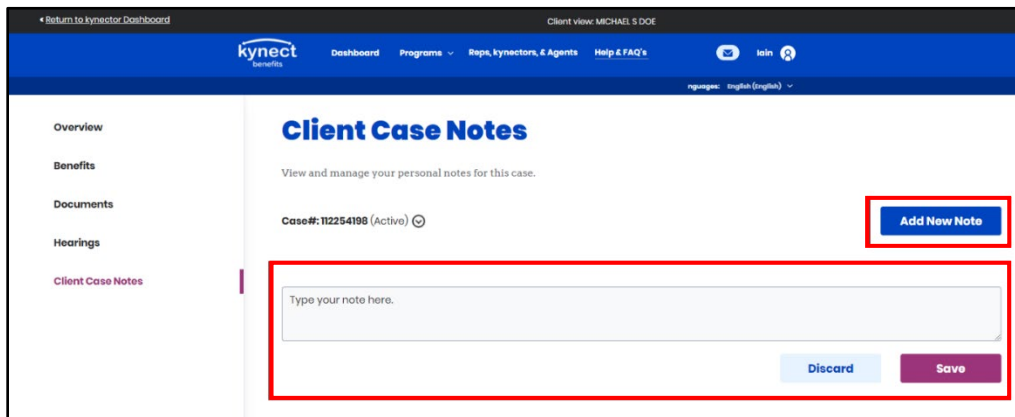 Return to kynector Dashboard
Client view: MICHAEL S DOE
kynect
benefits
Dashboard Programs Reps, kynectors, & Agents Help & FAQ's Iain
nguages: English (English)
Overview
Benefits
Documents
Hearings
Client Case Notes
Client Case Notes
View and manage your personal notes for this case.
Case#: 112254198 (Active)
Add New Note
Type your note here.
Discard Save